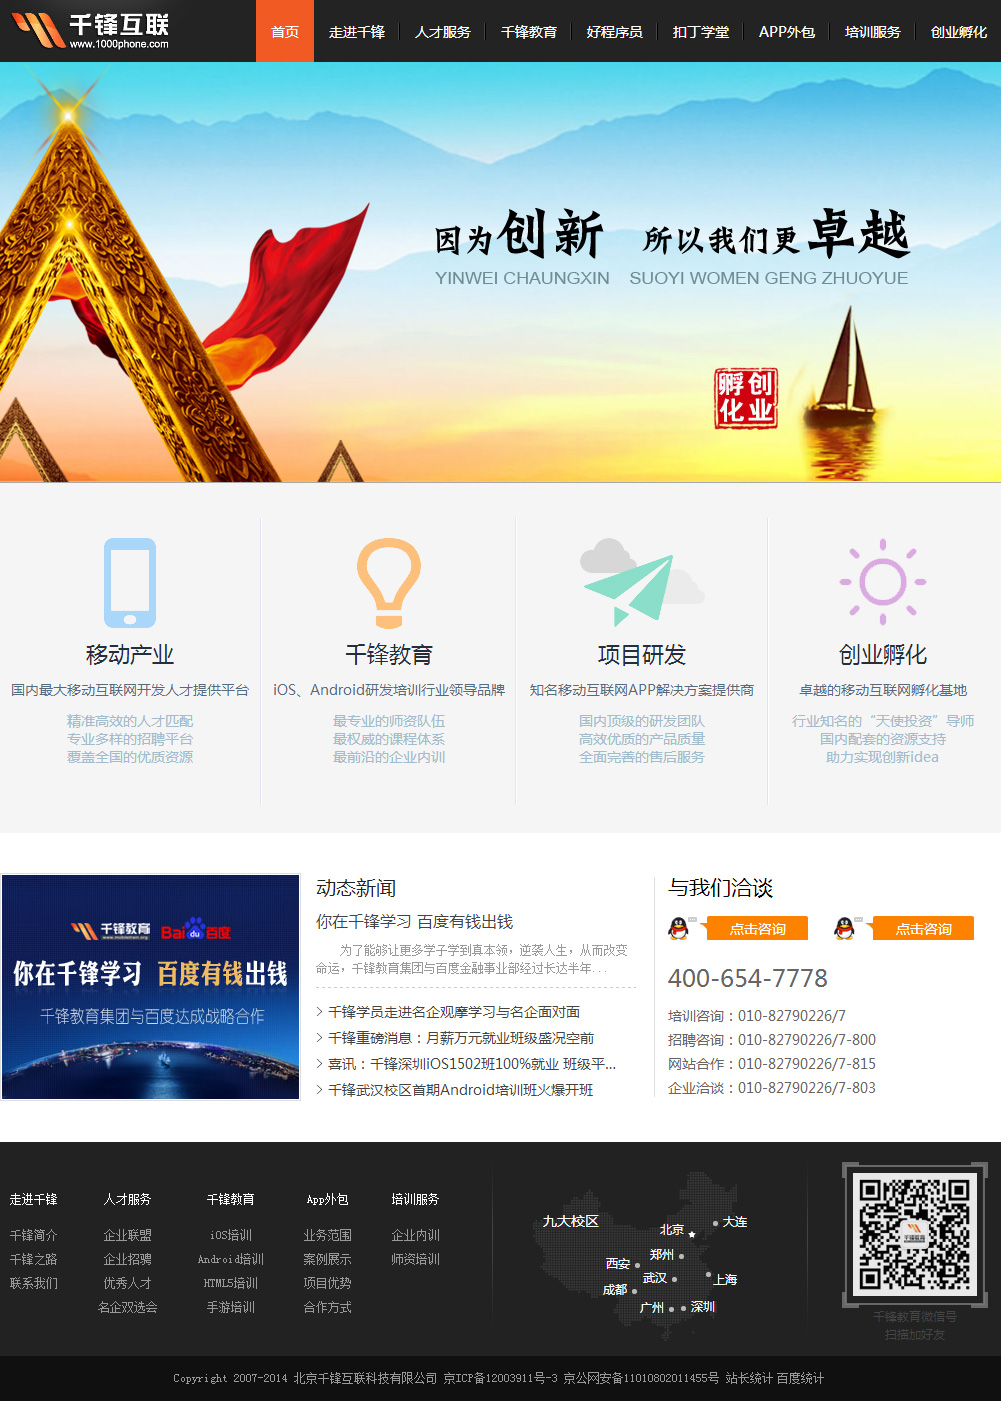 千锋互联
www.1000phone.com
首页 走进千锋 人才服务 千锋教育 好程序员 扣丁学堂 APP外包 培训服务 创业孵化
因为创新 所以我们更卓越
YINWEI CHAUNGXIN SUOYI WOMEN GENG ZHUOYUE
创业孵化
移动产业
国内最大移动互联网开发人才提供平台
精准高效的人才匹配
专业多样的招聘平台
覆盖全国的优质资源
千锋教育
iOS、Android研发培训行业领导品牌
最专业的师资队伍
最权威的课程体系
最前沿的企业内训
项目研发
知名移动互联网APP解决方案提供商
国内顶级的研发团队
高效优质的产品质量
全面完善的售后服务
创业孵化
卓越的移动互联网孵化基地
行业知名的“天使投资”导师
国内配套的资源支持
助力实现创新idea
千锋教育 Bai du 百度
你在千锋学习 百度有钱出钱
千锋教育集团与百度达成战略合作
动态新闻
你在千锋学习 百度有钱出钱
为了能够让更多学子学到真本领，逆袭人生，从而改变
命运，千锋教育集团与百度金融事业部经过长达半年...
> 千锋学员走进名企观摩学习与名企面对面
> 千锋重磅消息：月薪万元就业班级盛况空前
> 喜讯：千锋深圳iOS1502班100%就业 班级平...
> 千锋武汉校区首期Android培训班火爆开班
与我们洽谈
点击咨询 点击咨询
400-654-7778
培训咨询：010-82790226/7
招聘咨询：010-82790226/7-800
网站合作：010-82790226/7-815
企业洽谈：010-82790226/7-803
走进千锋
千锋简介
千锋之路
联系我们
人才服务
企业联盟
企业招聘
优秀人才
名企双选会
千锋教育
iOS培训
Android培训
HTML5培训
手游培训
App外包
业务范围
案例展示
项目优势
合作方式
培训服务
企业内训
师资培训
九大校区
北京
大连
郑州
西安
武汉
上海
成都
广州
深圳
千锋教育
千锋教育微信号
扫描加好友
Copyright 2007-2014 北京千锋互联科技有限公司 京ICP备12003911号-3 京公网安备11010802011455号 站长统计 百度统计